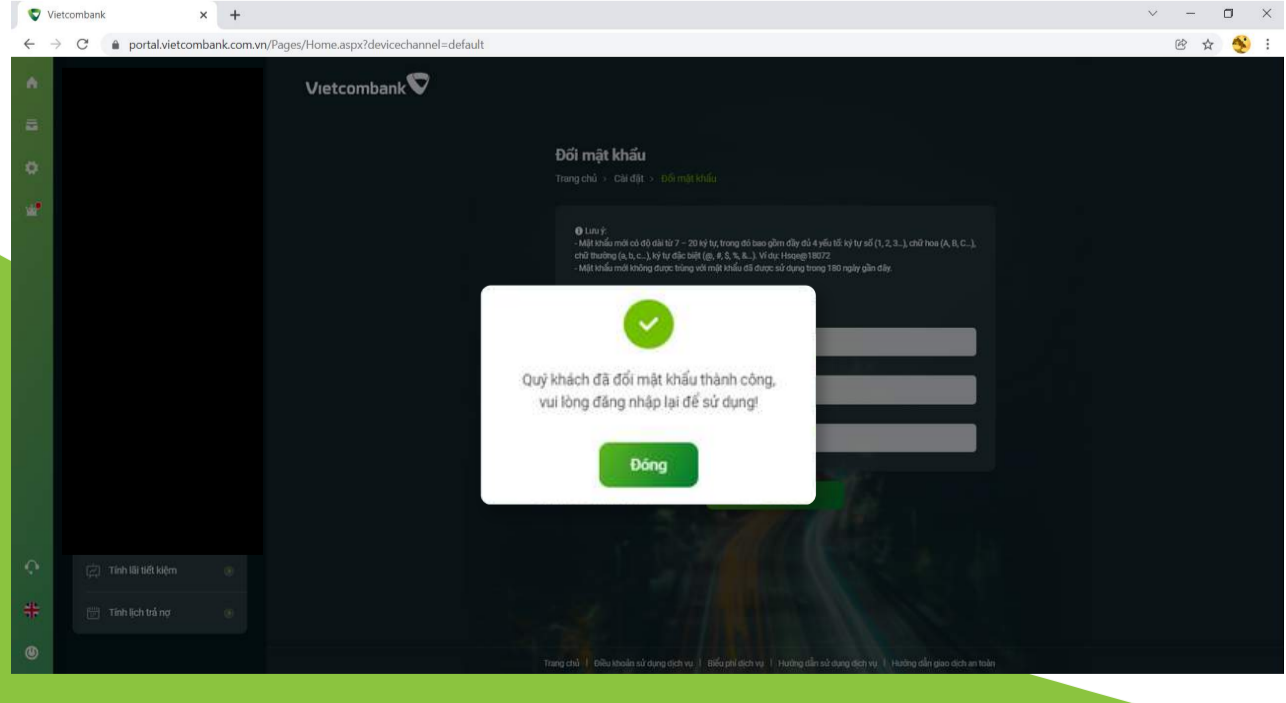 Vietcombank
portal.vietcombank.com.vn/Pages/Home.aspx?devicechannel=default
Vietcombank
Đổi mật khẩu
Trang chủ > Cài đặt > Đổi mật khẩu
Lưu ý:
- Mật khẩu mới có độ dài từ 7 – 20 ký tự, trong đó bao gồm đầy đủ 4 yếu tố: ký tự số (1, 2, 3...), chữ hoa (A, B, C...),
chữ thường (a, b, c...), ký tự đặc biệt (@, #, $, %, &...). Ví dụ: Hsqe@18072
- Mật khẩu mới không được trùng với mật khẩu đã được sử dụng trong 180 ngày gần đây.
Quý khách đã đổi mật khẩu thành công,
vui lòng đăng nhập lại để sử dụng!
Đóng
Tính lãi tiết kiệm
Tính lịch trả nợ
Trang chủ | Điều khoản sử dụng dịch vụ | Biểu phí dịch vụ | Hướng dẫn sử dụng dịch vụ | Hướng dẫn giao dịch an toàn